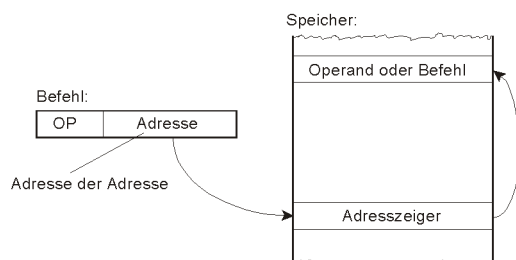 Speicher:
Operand oder Befehl
Befehl:
OP Adresse
Adresse der Adresse
Adresszeiger